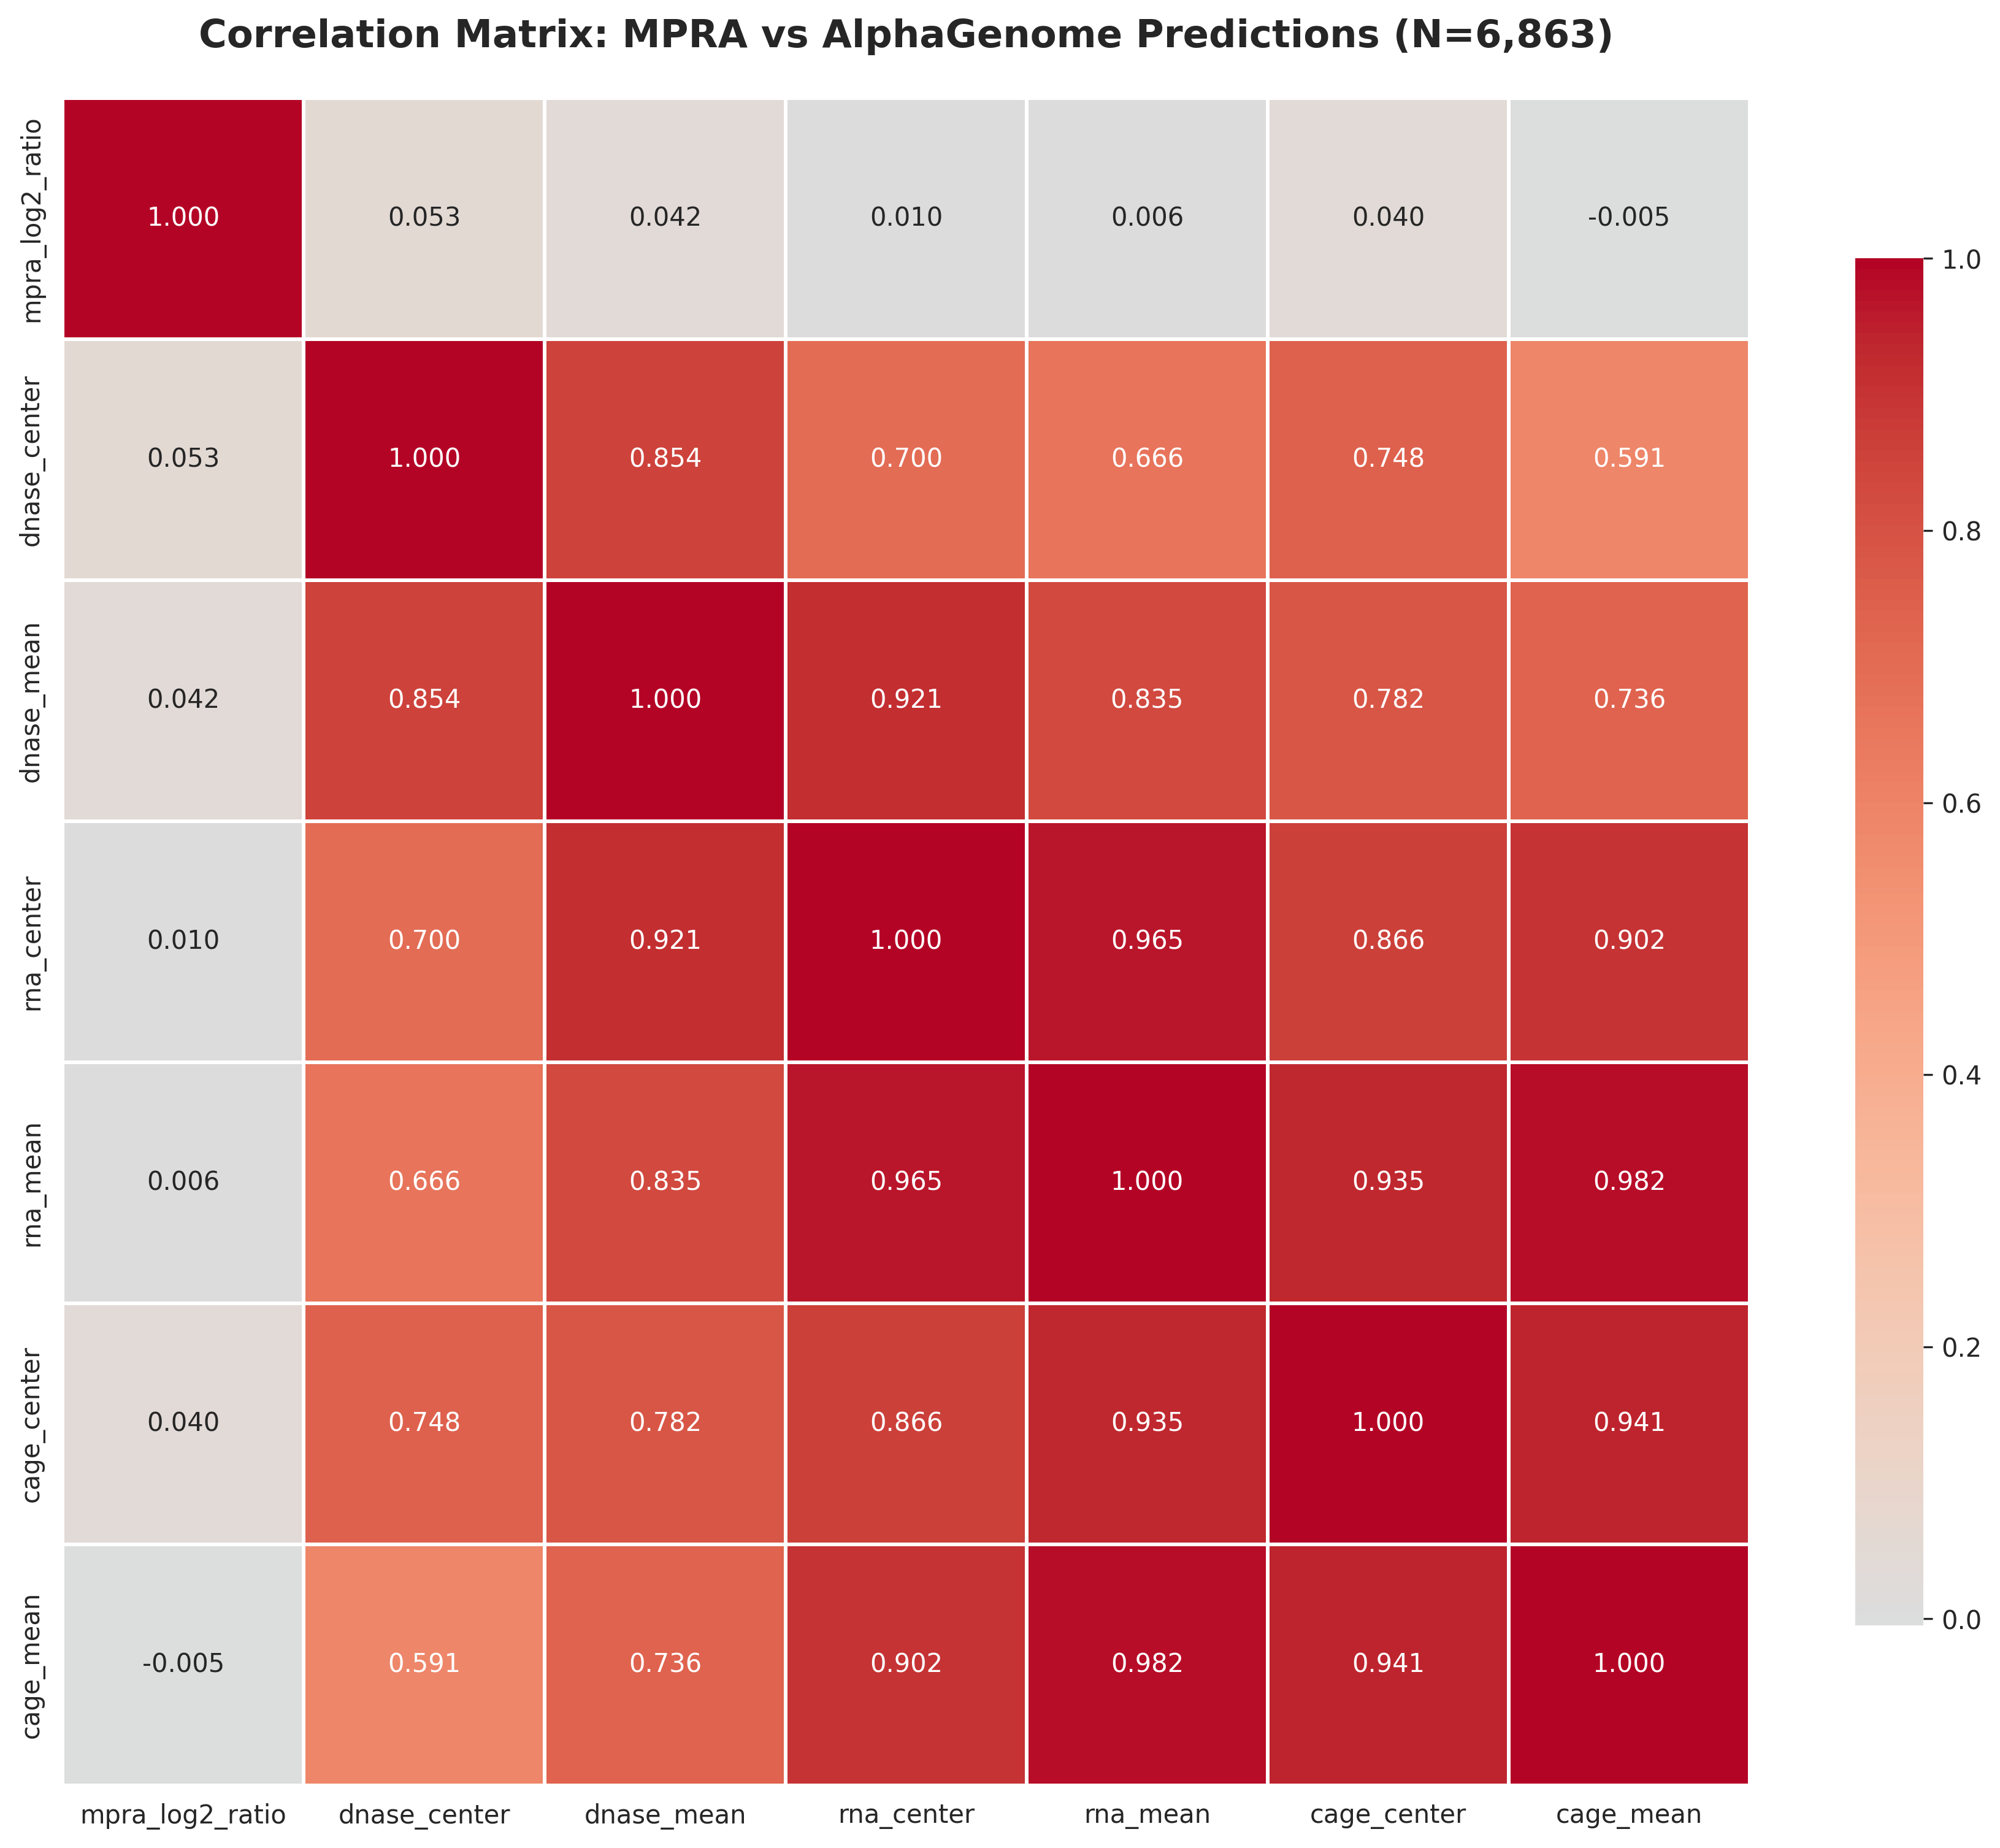 Correlation Matrix: MPRA vs AlphaGenome Predictions (N=6,863)
mpra_log2_ratio
1.000 0.053 0.042 0.010 0.006 0.040 -0.005
dnase_center
0.053 1.000 0.854 0.700 0.666 0.748 0.591
dnase_mean
0.042 0.854 1.000 0.921 0.835 0.782 0.736
rna_center
0.010 0.700 0.921 1.000 0.965 0.866 0.902
rna_mean
0.006 0.666 0.835 0.965 1.000 0.935 0.982
cage_center
0.040 0.748 0.782 0.866 0.935 1.000 0.941
cage_mean
-0.005 0.591 0.736 0.902 0.982 0.941 1.000
mpra_log2_ratio dnase_center dnase_mean rna_center rna_mean cage_center cage_mean
1.0
0.8
0.6
0.4
0.2
0.0